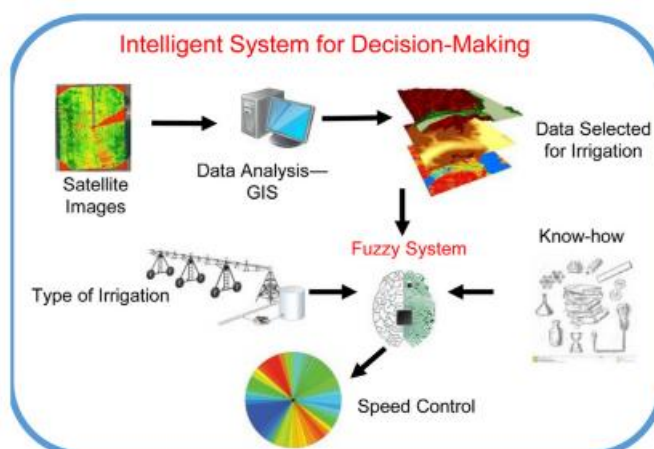 Intelligent System for Decision-Making
Satellite
Images
Data Analysis—
GIS
Data Selected
for Irrigation
Fuzzy System
Know-how
Type of Irrigation
Speed Control